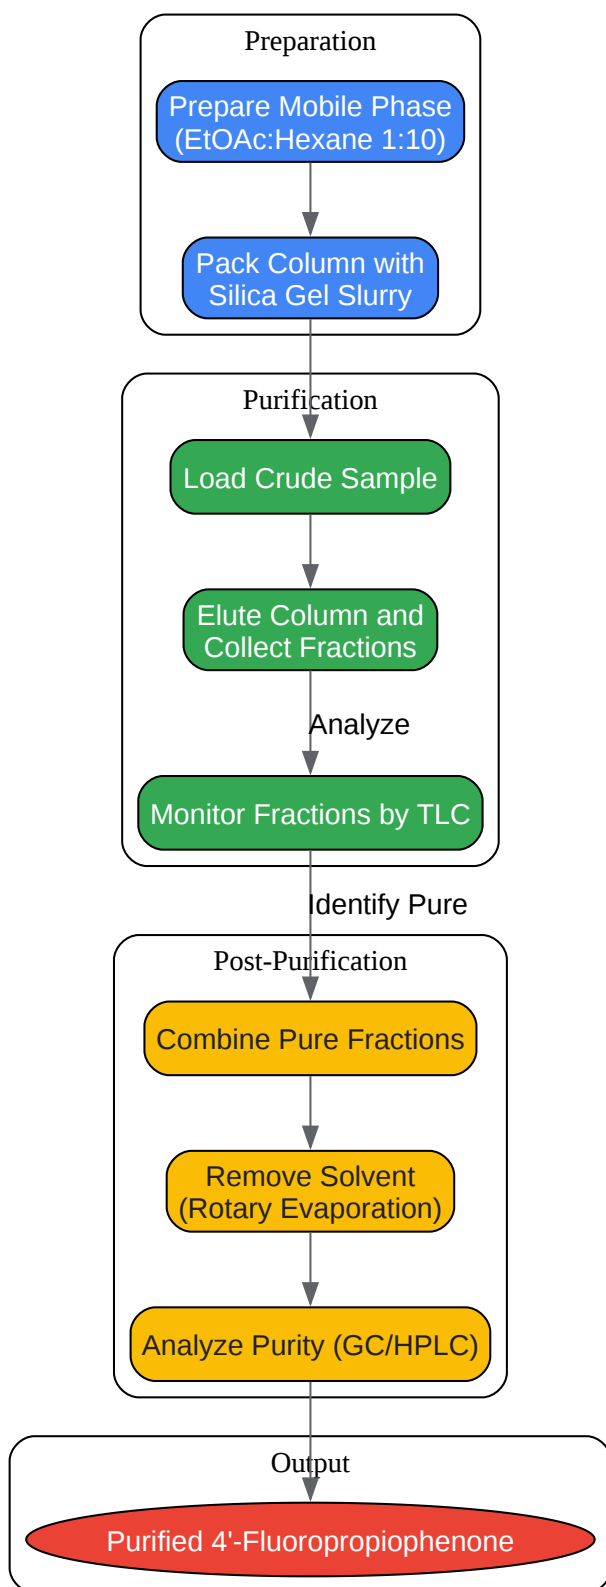 Preparation
Prepare Mobile Phase
(EtOAc:Hexane 1:10)
Pack Column with
Silica Gel Slurry
Purification
Load Crude Sample
Elute Column and
Collect Fractions
Analyze
Monitor Fractions by TLC
Identify Pure
Post-Purification
Combine Pure Fractions
Remove Solvent
(Rotary Evaporation)
Analyze Purity (GC/HPLC)
Output
Purified 4'-Fluoropropiophenone